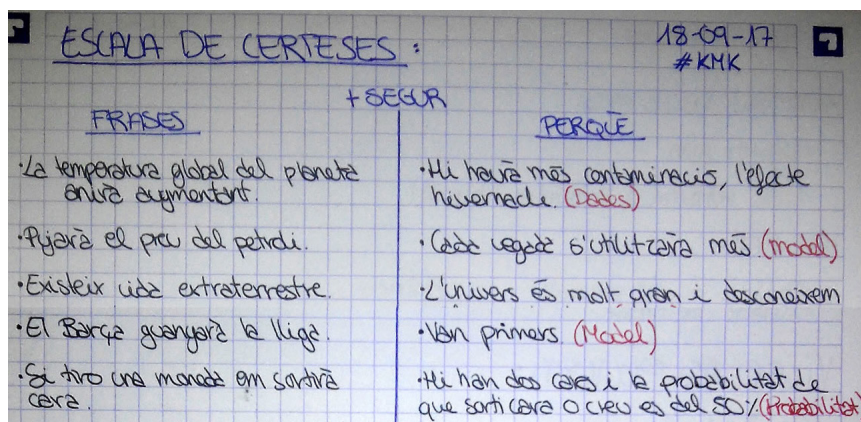 ESCALA DE CERTESES:
18-09-17
#KMK
+ SEGUR
FRASES
PERQUÈ
·La temperatura global del planeta
anirà augmentant.
·Hi haurà més contaminació, l'efecte
hivernacle. (Dades)
·Pujarà el preu del petroli.
·Cada vegada s'utilitzarà més (model)
·Existeix vida extraterrestre.
·L'univers és molt gran i desconeixem
·El Barça guanyarà la lliga.
·Van primers (Model)
·Si tiro una moneda em sortirà
cara.
·Hi han dos cares i la probabilitat de
que sorti cara o creu es del 50% (Probabilitat)